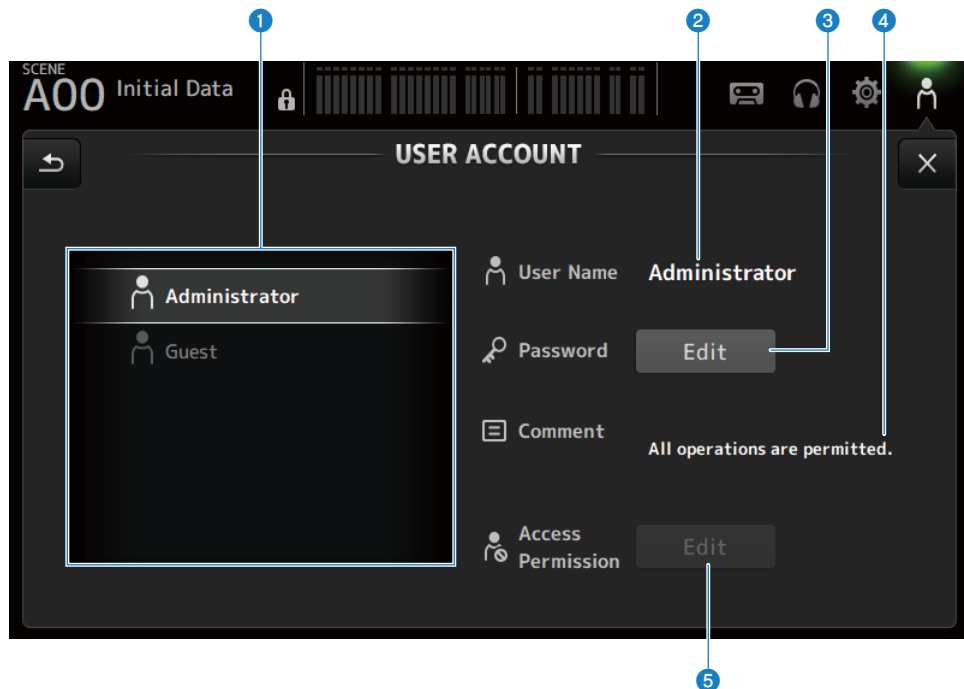 1 2 3 4
SCENE
A00 Initial Data
USER ACCOUNT
Administrator
Guest
User Name Administrator
Password Edit
Comment
All operations are permitted.
Access
Permission Edit
5